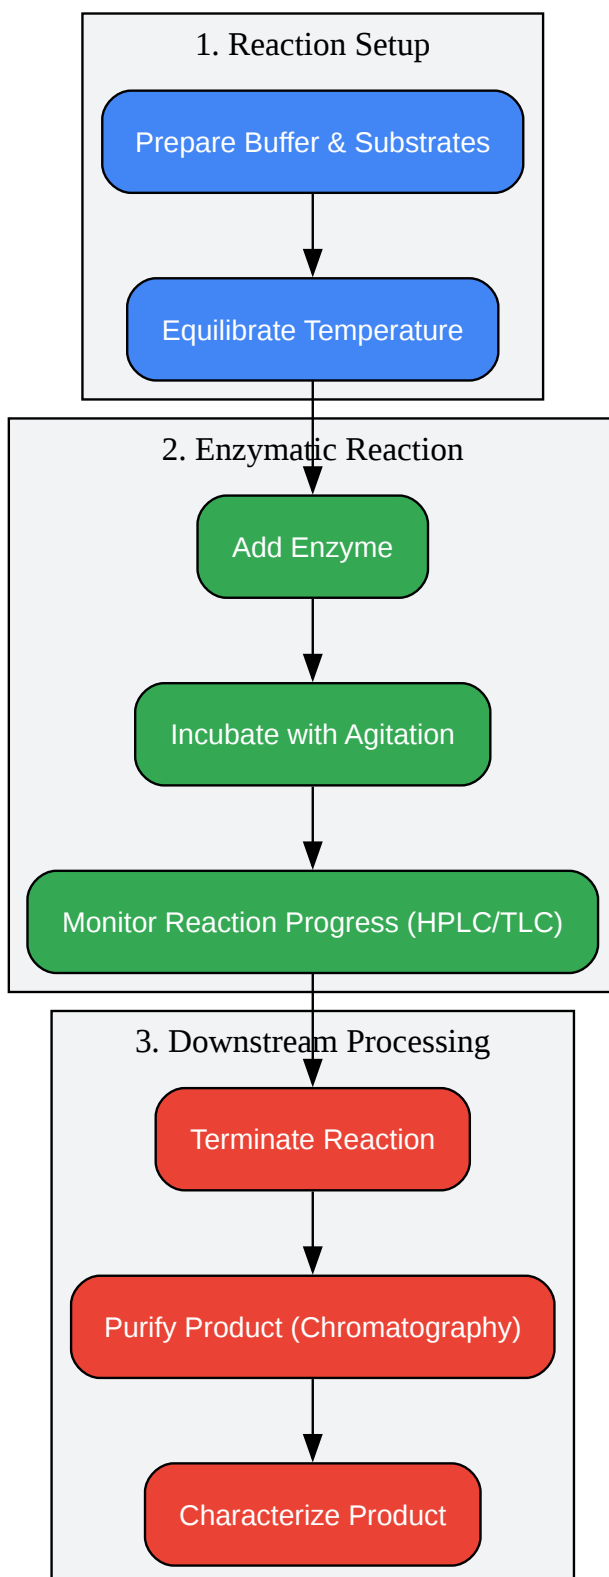 1. Reaction Setup
Prepare Buffer & Substrates
Equilibrate Temperature
2. Enzymatic Reaction
Add Enzyme
Incubate with Agitation
Monitor Reaction Progress (HPLC/TLC)
3. Downstream Processing
Terminate Reaction
Purify Product (Chromatography)
Characterize Product